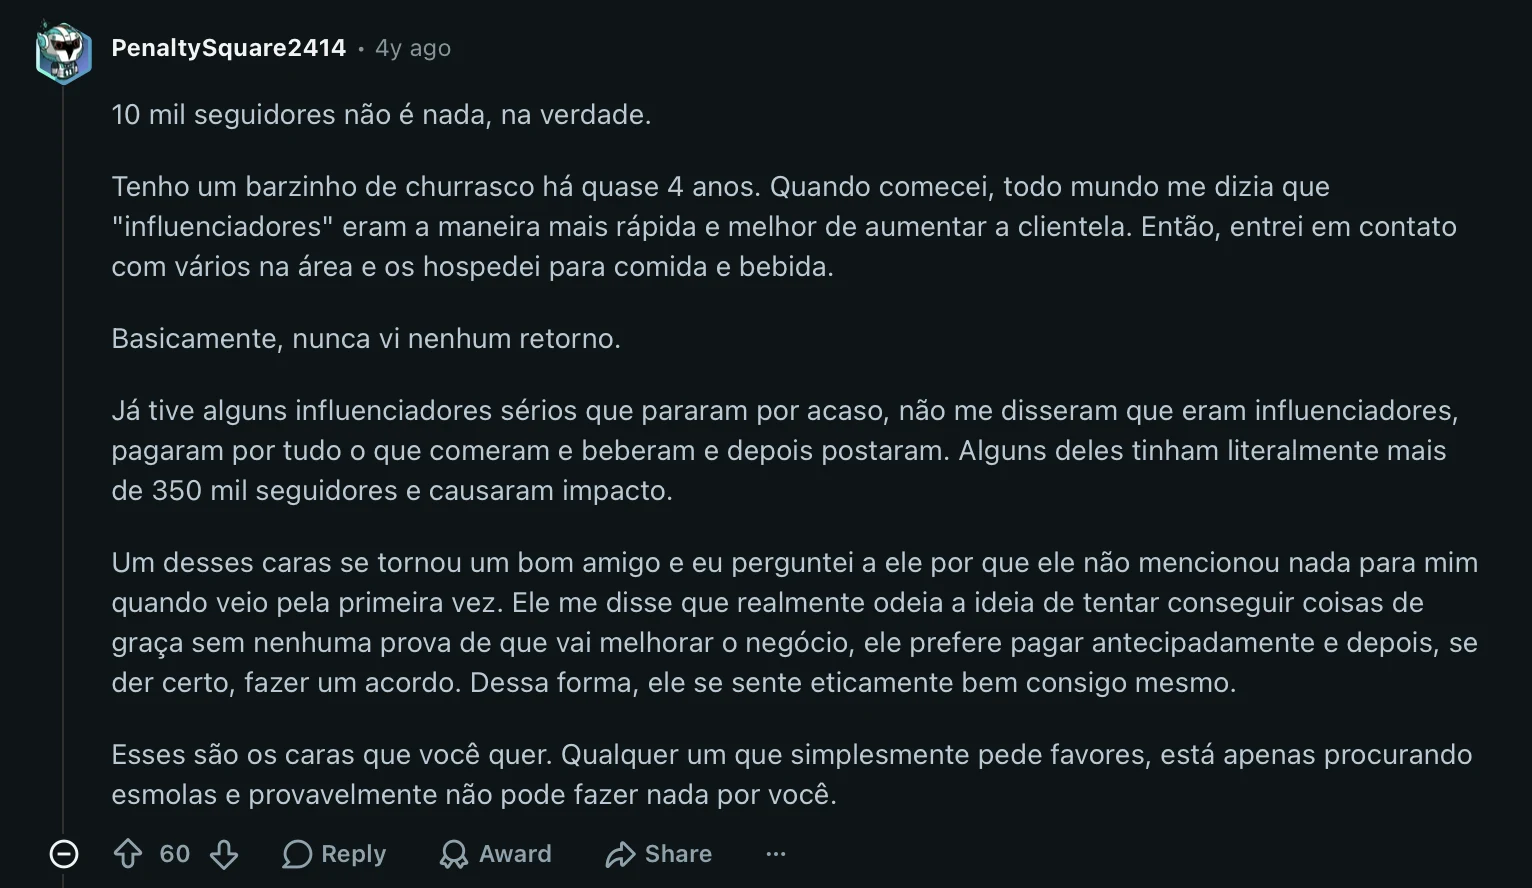 PenaltySquare2414 • 4y ago
10 mil seguidores não é nada, na verdade.
Tenho um barzinho de churrasco há quase 4 anos. Quando comecei, todo mundo me dizia que
"influenciadores" eram a maneira mais rápida e melhor de aumentar a clientela. Então, entrei em contato
com vários na área e os hospedei para comida e bebida.
Basicamente, nunca vi nenhum retorno.
Já tive alguns influenciadores sérios que pararam por acaso, não me disseram que eram influenciadores,
pagaram por tudo o que comeram e beberam e depois postaram. Alguns deles tinham literalmente mais
de 350 mil seguidores e causaram impacto.
Um desses caras se tornou um bom amigo e eu perguntei a ele por que ele não mencionou nada para mim
quando veio pela primeira vez. Ele me disse que realmente odeia a ideia de tentar conseguir coisas de
graça sem nenhuma prova de que vai melhorar o negócio, ele prefere pagar antecipadamente e depois, se
der certo, fazer um acordo. Dessa forma, ele se sente eticamente bem consigo mesmo.
Esses são os caras que você quer. Qualquer um que simplesmente pede favores, está apenas procurando
esmolas e provavelmente não pode fazer nada por você.
60 Reply Award Share ...